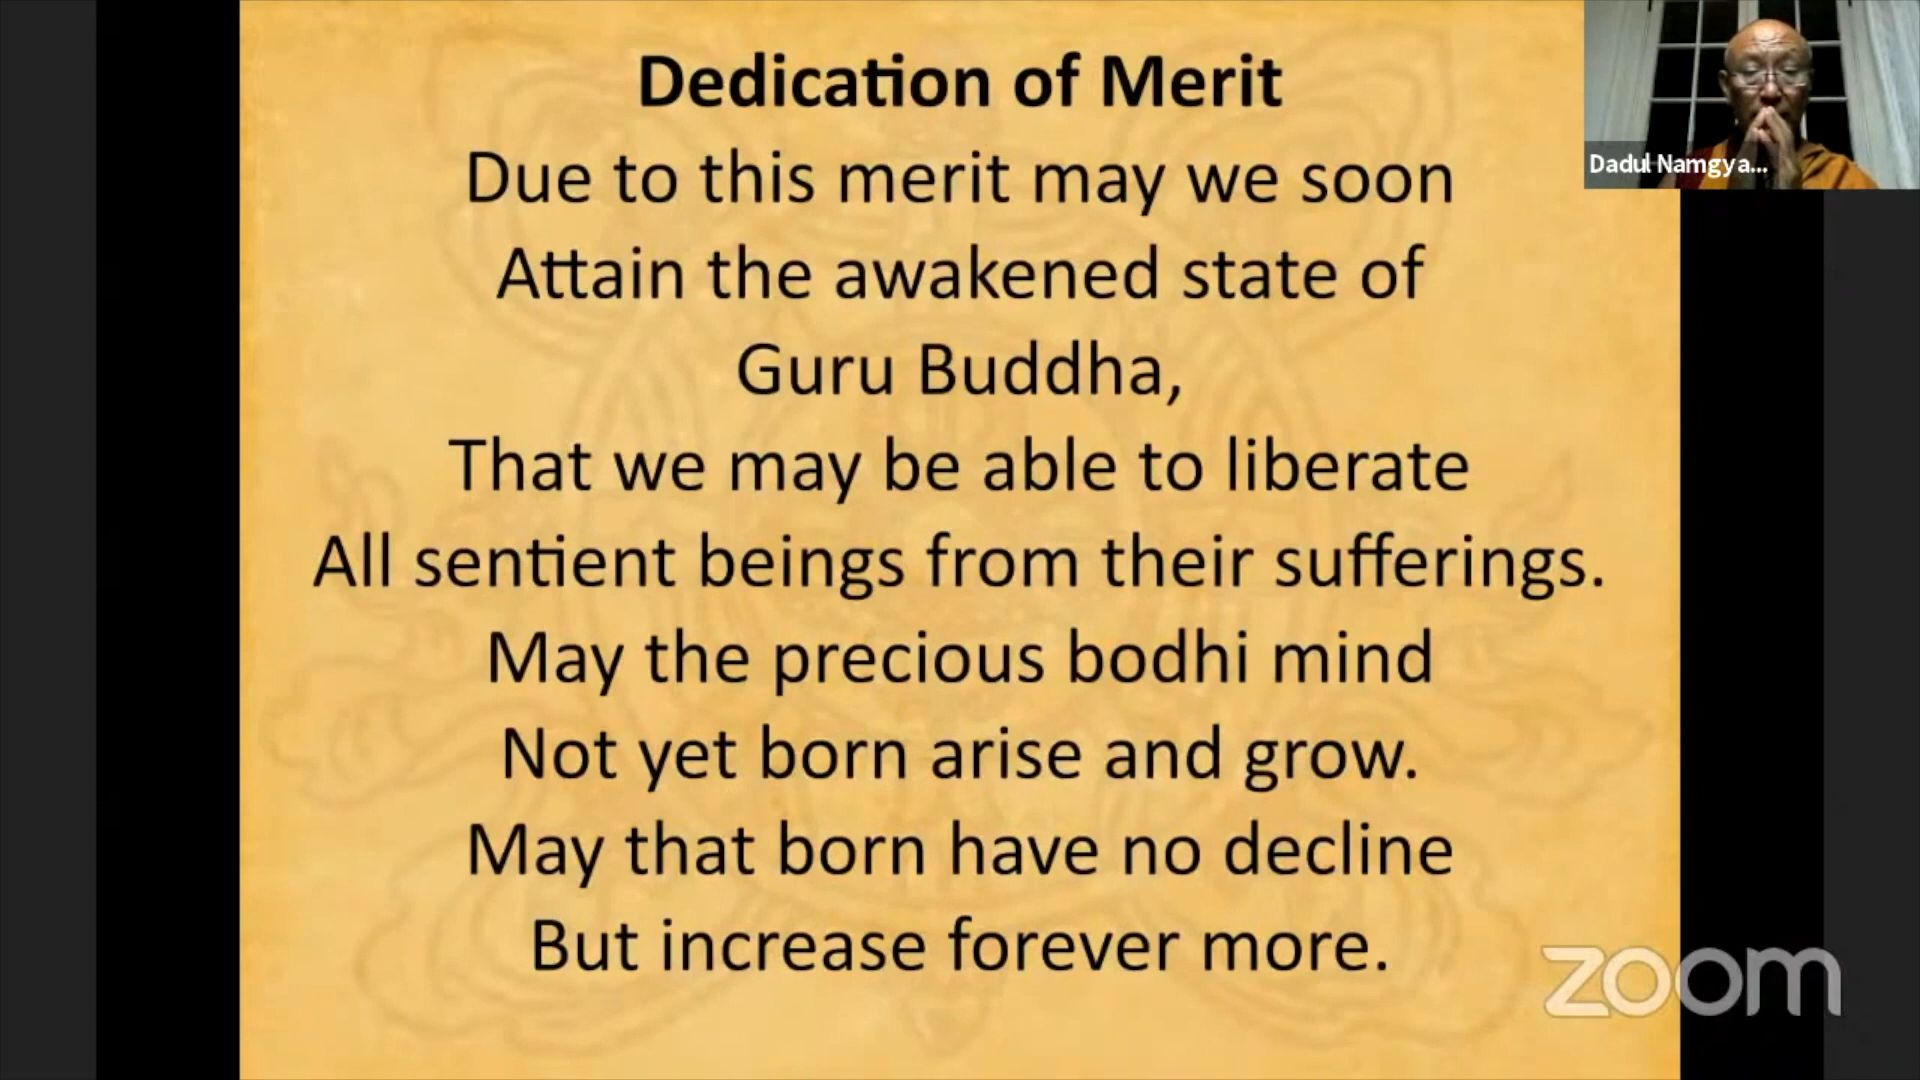 Dedication of Merit
Due to this merit may we soon
Attain the awakened state of
Guru Buddha,
That we may be able to liberate
All sentient beings from their sufferings.
May the precious bodhi mind
Not yet born arise and grow.
May that born have no decline
But increase forever more.
Dadul Namgya...
zoom